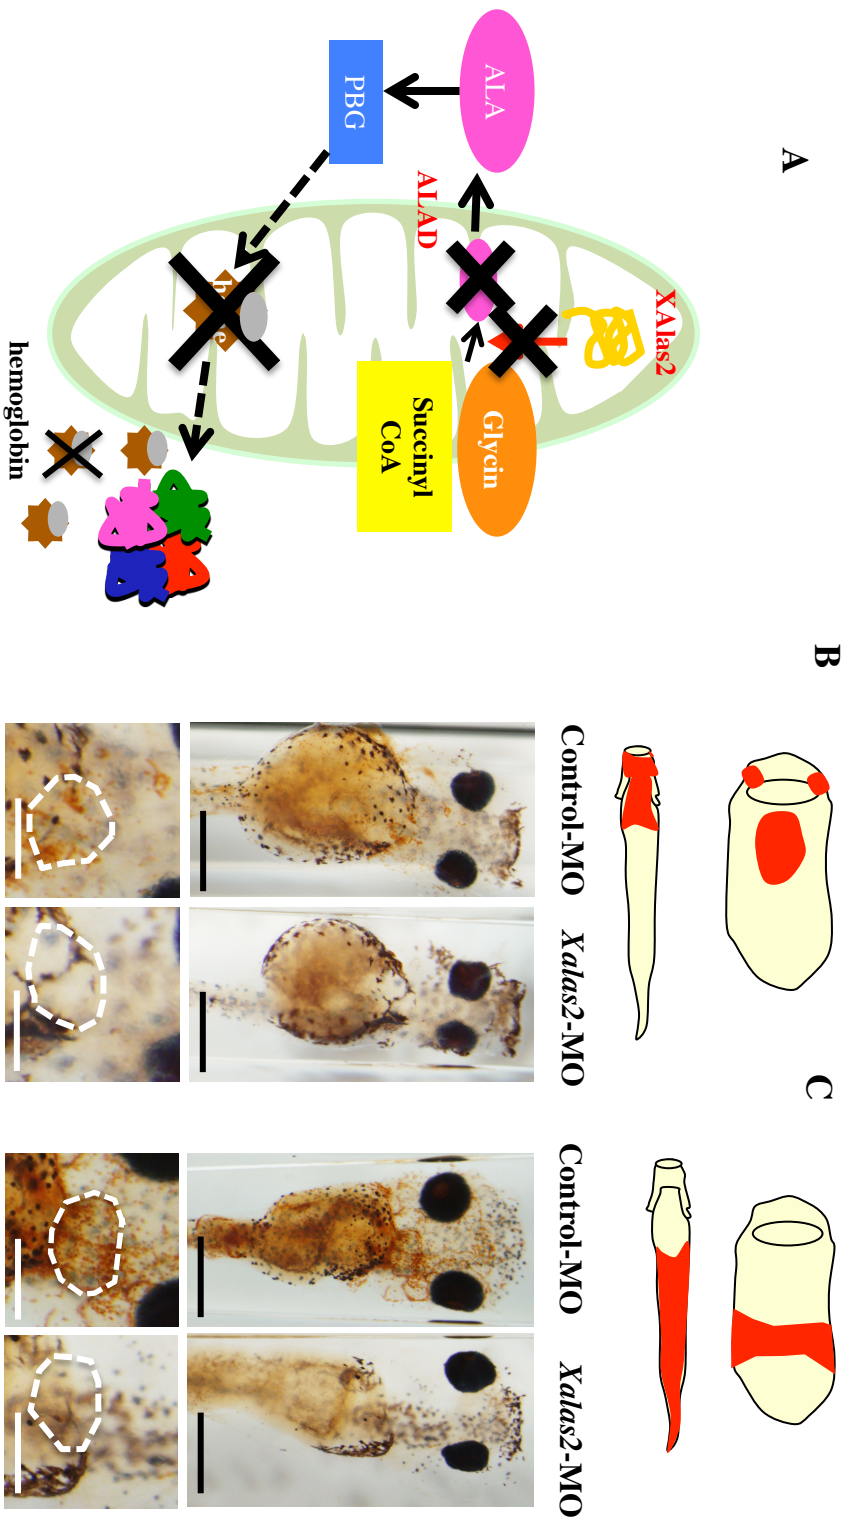 A
XAlas2
ALA
ALAD
Glycin
PBG
Succinyl
CoA
hemoglobin
B
Control-MO
Xalas2-MO
C
Control-MO
Xalas2-MO